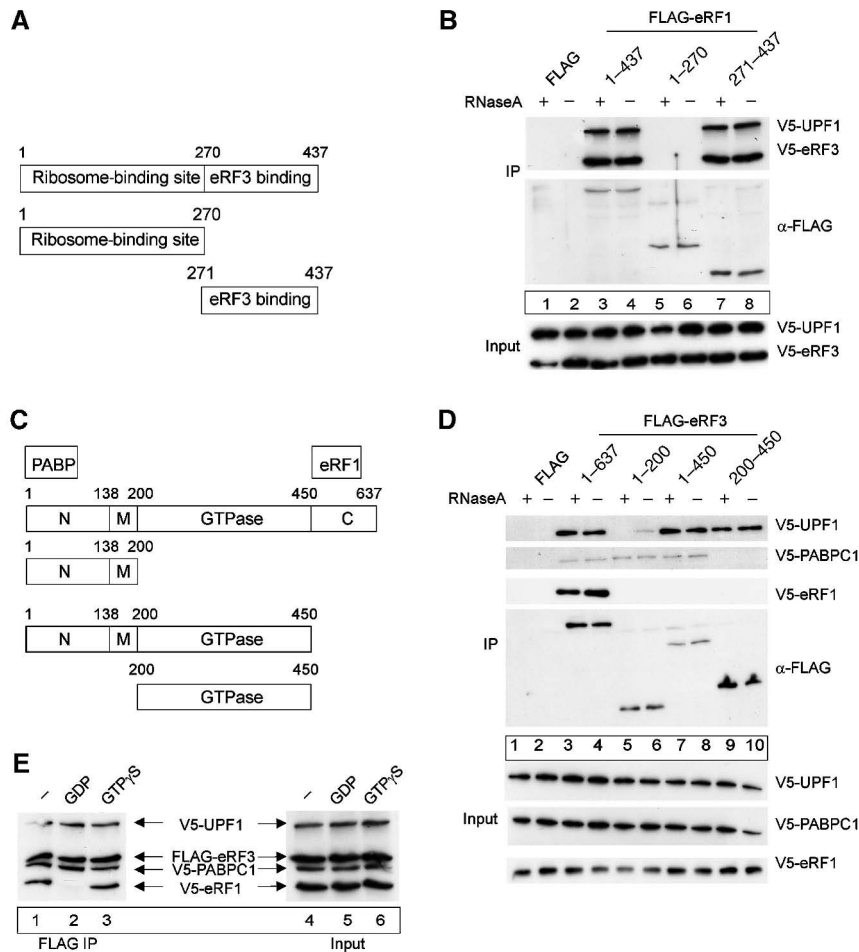 A
1 270 437
Ribosome-binding site eRF3 binding
1 270
Ribosome-binding site
271 437
eRF3 binding
B
FLAG-eRF1
FLAG 1–437 1–270 271–437
RNaseA + – + – + – + –
V5-UPF1
V5-eRF3
IP
α-FLAG
1 2 3 4 5 6 7 8
V5-UPF1
Input
V5-eRF3
C
PABP eRF1
1 138 200 450 637
N M GTPase C
1 138 200
N M
1 138 200 450
N M GTPase
200 450
GTPase
D
FLAG-eRF3
FLAG 1–637 1–200 1–450 200–450
RNaseA + – + – + – + – + –
V5-UPF1
V5-PABPC1
V5-eRF1
IP
α-FLAG
1 2 3 4 5 6 7 8 9 10
V5-UPF1
Input
V5-PABPC1
V5-eRF1
E
– GDP GTPγS – GDP GTPγS
V5-UPF1
FLAG-eRF3
V5-PABPC1
V5-eRF1
1 2 3 4 5 6
FLAG IP Input